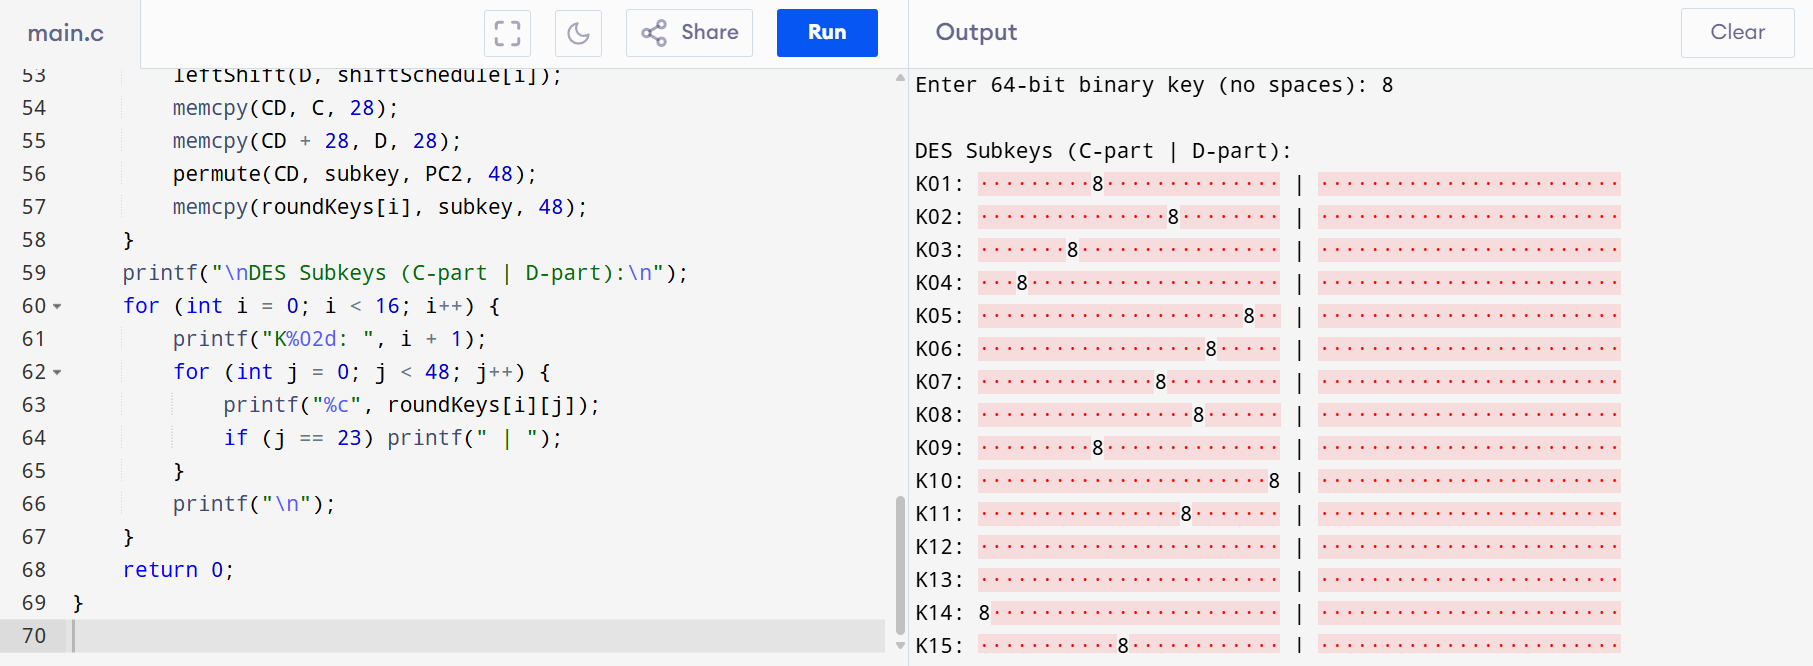 main.c
Share
Run
53 leftShift(D, shiftSchedule[i]);
54 memcpy(CD, C, 28);
55 memcpy(CD + 28, D, 28);
56 permute(CD, subkey, PC2, 48);
57 memcpy(roundKeys[i], subkey, 48);
58 }
59 printf("\nDES Subkeys (C-part | D-part):\n");
60 for (int i = 0; i < 16; i++) {
61 printf("K%02d: ", i + 1);
62 for (int j = 0; j < 48; j++) {
63 printf("%c", roundKeys[i][j]);
64 if (j == 23) printf(" | ");
65 }
66 printf("\n");
67 }
68 return 0;
69 }
70
Output
Clear
Enter 64-bit binary key (no spaces): 8
DES Subkeys (C-part | D-part):
K01: ·········8·············· | ························
K02: ···············8········ | ························
K03: ·······8················ | ························
K04: ···8···················· | ························
K05: ·····················8·· | ························
K06: ··················8····· | ························
K07: ··············8········· | ························
K08: ·················8······ | ························
K09: ·········8·············· | ························
K10: ·······················8 | ························
K11: ················8······· | ························
K12: ························ | ························
K13: ························ | ························
K14: 8······················· | ························
K15: ···········8············ | ························